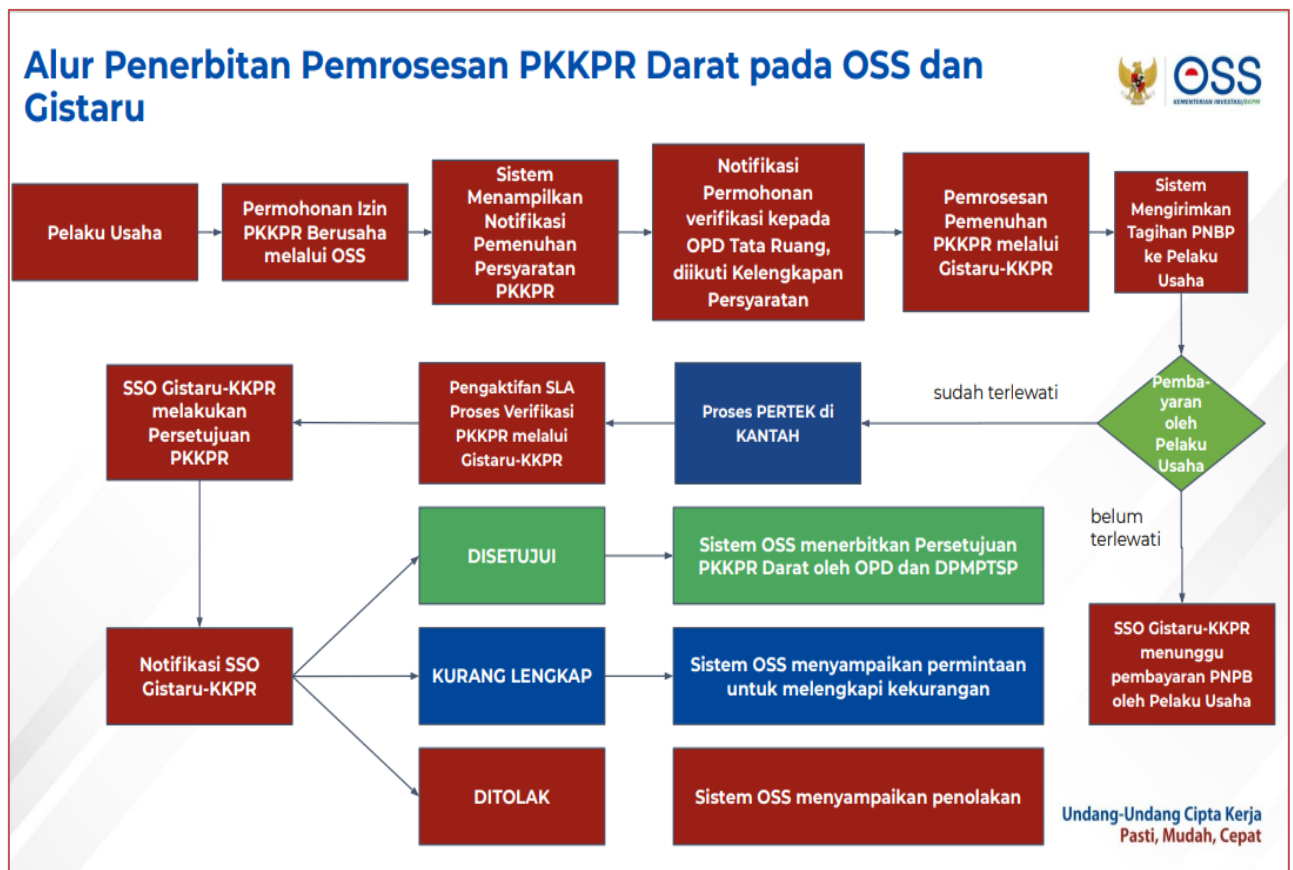 Alur Penerbitan Pemrosesan PKKPR Darat pada OSS dan
Gistaru
OSS
KEMENTERIAN INVESTASI/BKPM
Pelaku Usaha
Permohonan Izin
PKKPR Berusaha
melalui OSS
Sistem
Menampilkan
Notifikasi
Pemenuhan
Persyaratan
PKKPR
Notifikasi
Permohonan
verifikasi kepada
OPD Tata Ruang,
diikuti Kelengkapan
Persyaratan
Pemrosesan
Pemenuhan
PKKPR melalui
Gistaru-KKPR
Sistem
Mengirimkan
Tagihan PNBP
ke Pelaku
Usaha
Pemba-
yaran
oleh
Pelaku
Usaha
sudah terlewati
Proses PERTEK di
KANTAH
Pengaktifan SLA
Proses Verifikasi
PKKPR melalui
Gistaru-KKPR
SSO Gistaru-KKPR
melakukan
Persetujuan
PKKPR
belum
terlewati
SSO Gistaru-KKPR
menunggu
pembayaran PNPB
oleh Pelaku Usaha
Notifikasi SSO
Gistaru-KKPR
DISETUJUI
Sistem OSS menerbitkan Persetujuan
PKKPR Darat oleh OPD dan DPMPTSP
KURANG LENGKAP
Sistem OSS menyampaikan permintaan
untuk melengkapi kekurangan
DITOLAK
Sistem OSS menyampaikan penolakan
Undang-Undang Cipta Kerja
Pasti, Mudah, Cepat